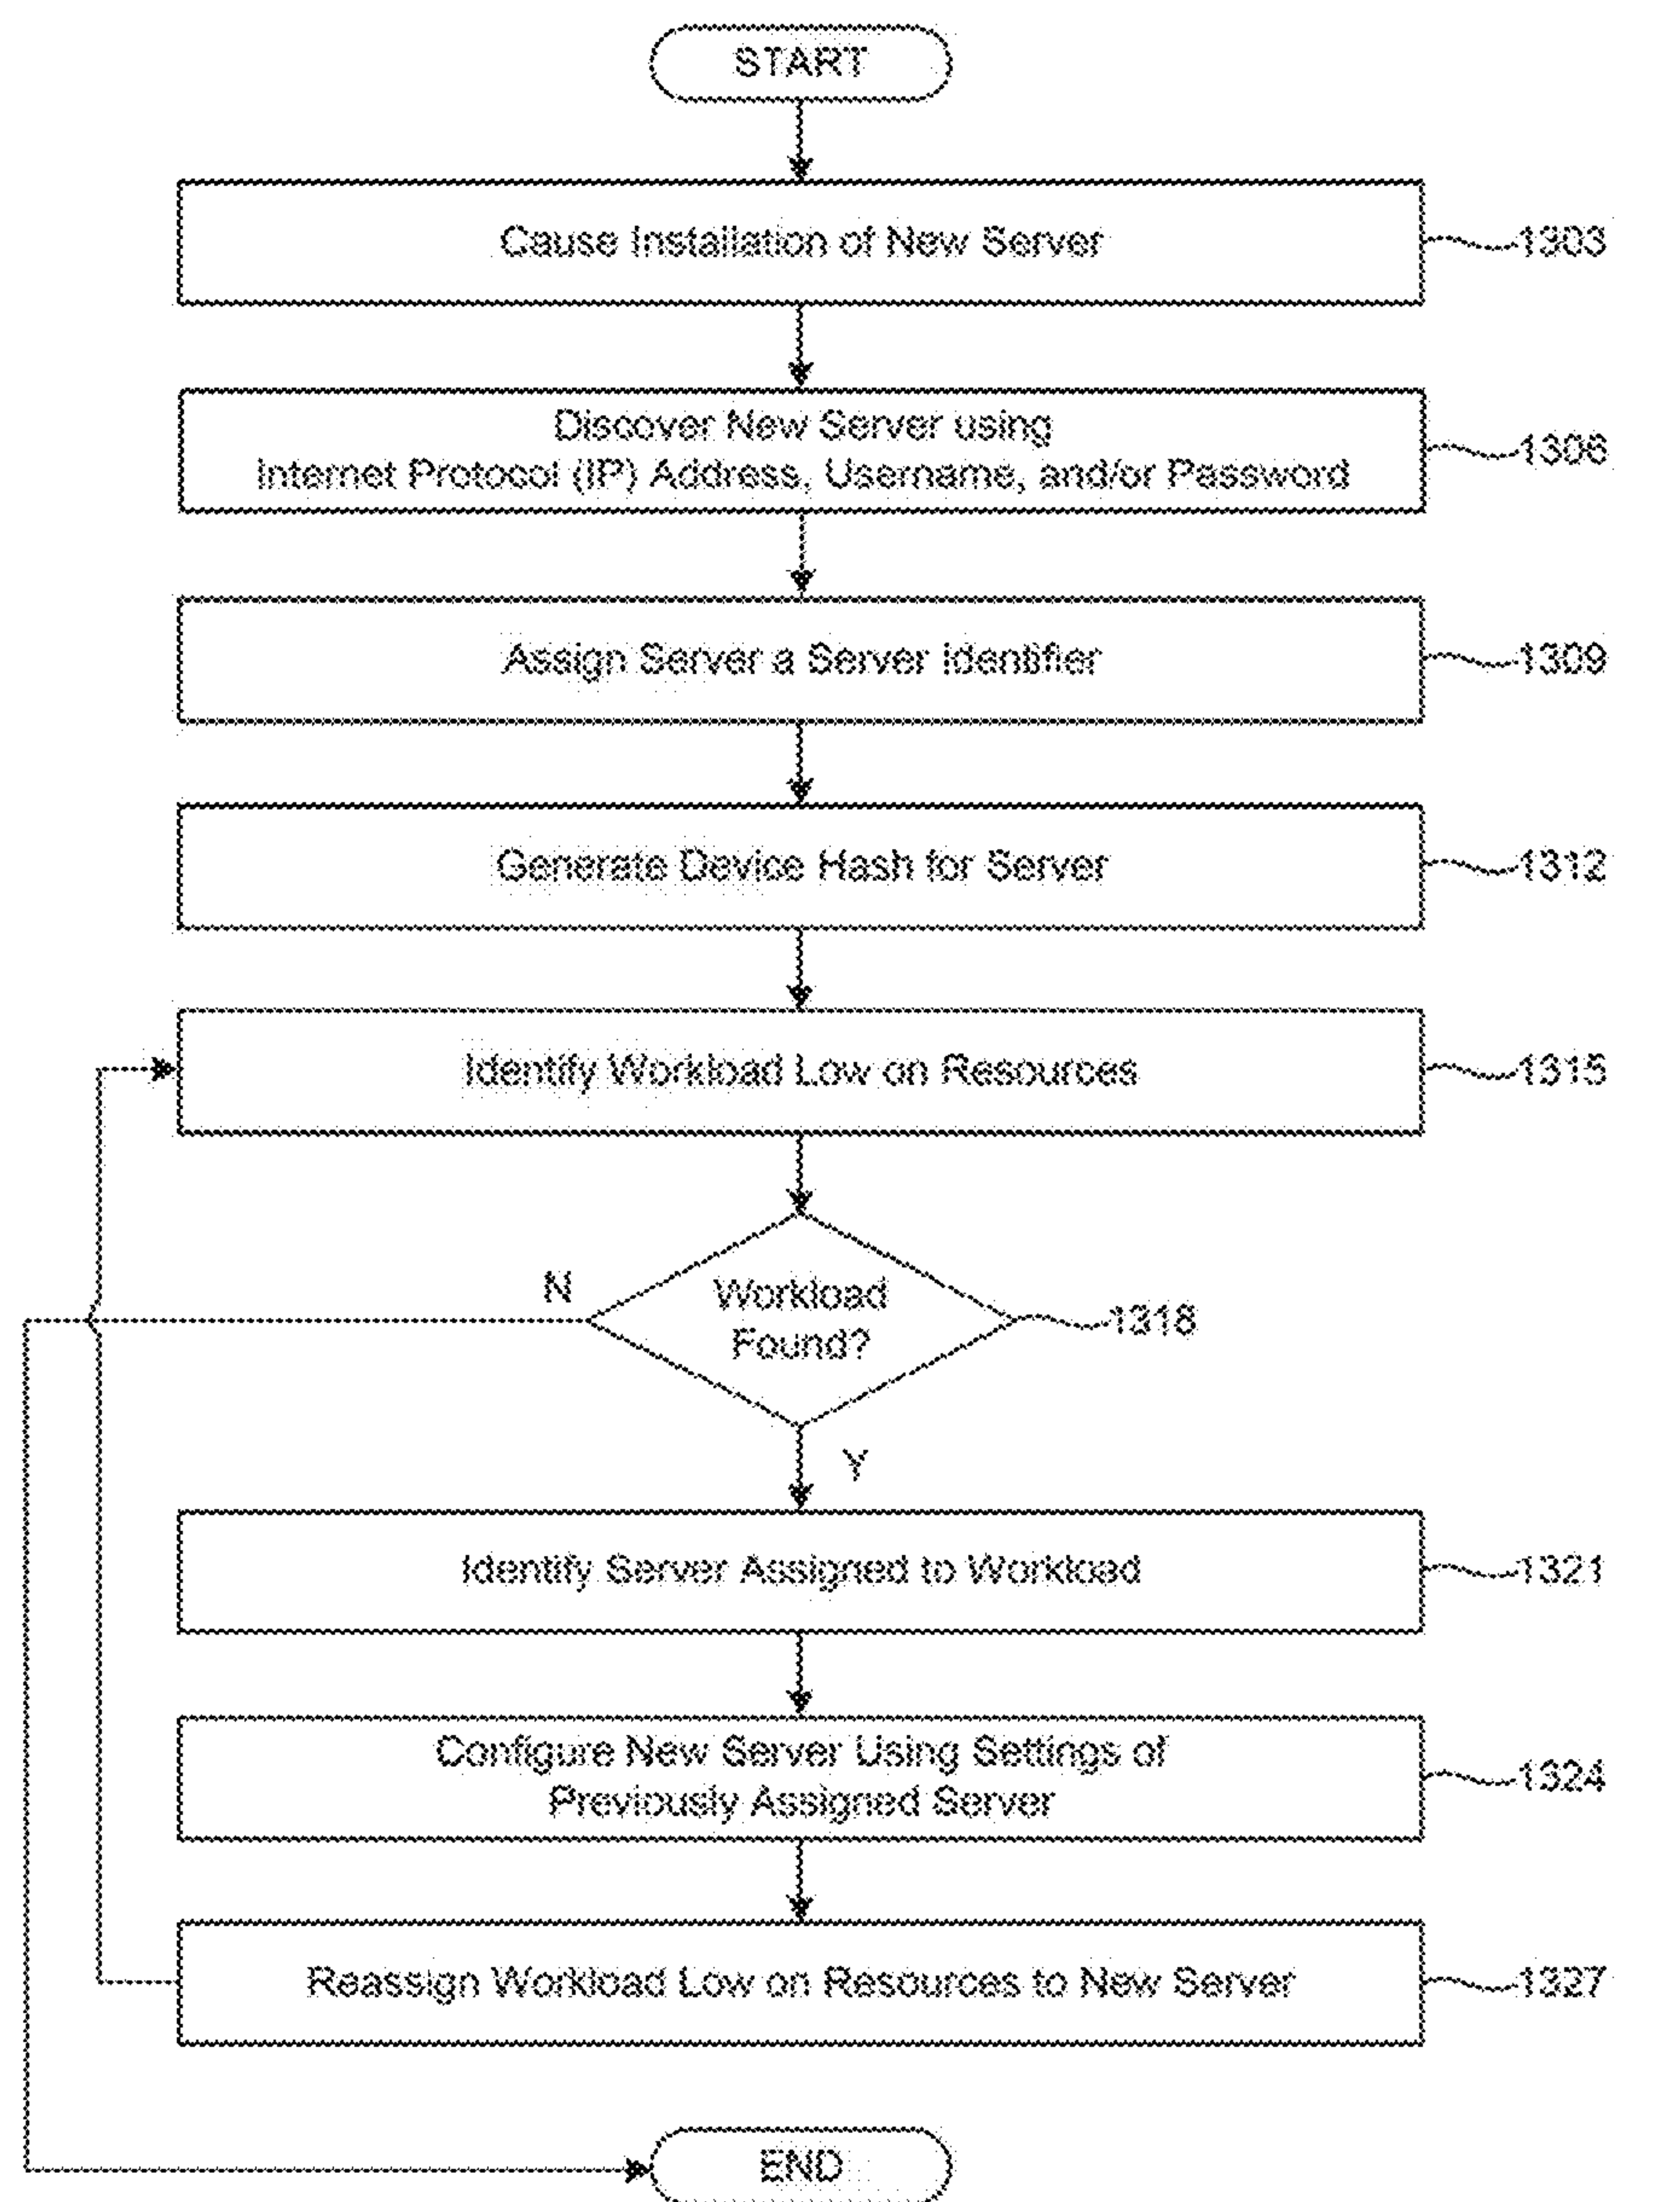 START
Cause Installation of New Server
1303
Discover New Server using
Internet Protocol (IP) Address, Username, and/or Password
1306
Assign Server a Server Identifier
1309
Generate Device Hash for Server
1312
Identify Workload Low on Resources
1315
N
Workload
Found?
1318
Y
Identify Server Assigned to Workload
1321
Configure New Server Using Settings of
Previously Assigned Server
1324
Reassign Workload Low on Resources to New Server
1327
END